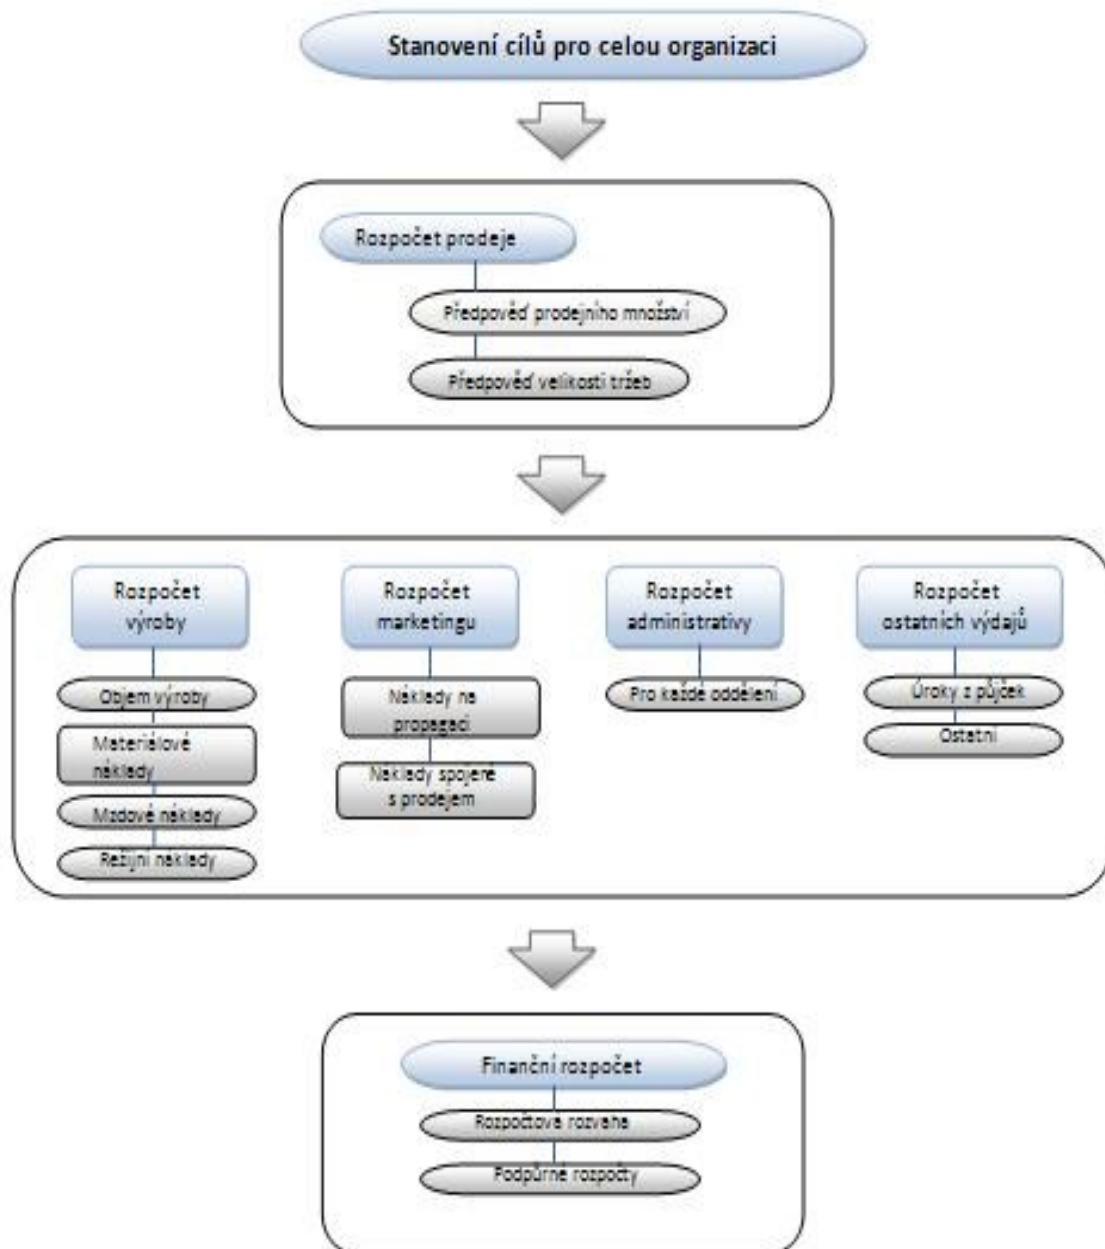 Stanovení cílů pro celou organizaci
Rozpočet prodeje
Předpověď prodejního množství
Předpověď velikosti tržeb
Rozpočet
výroby
Objem výroby
Materiálové
náklady
Mzdové náklady
Režijní náklady
Rozpočet
marketingu
Náklady na
propagaci
Náklady spojené
s prodejem
Rozpočet
administrativy
Pro každé oddělení
Rozpočet
ostatních výdajů
Úroky z půjček
Ostatní
Finanční rozpočet
Rozpočtová rozvaha
Podpůrné rozpočty